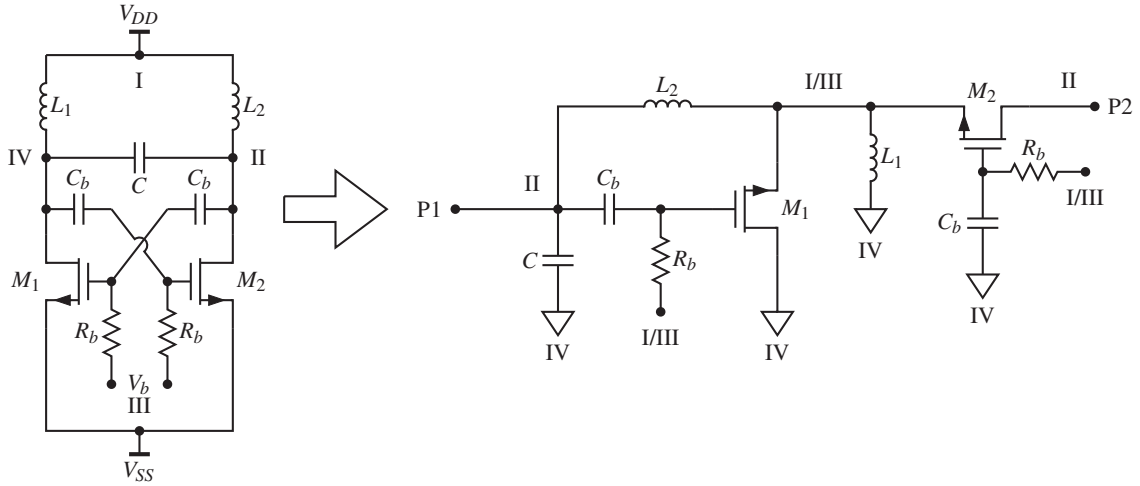 V_DD
I
L_1
L_2
IV
II
C
C_b
C_b
M_1
M_2
R_b
R_b
V_b
III
V_SS
L_2
I/III
M_2
II
P2
L_1
R_b
I/III
II
P1
C_b
M_1
IV
C_b
C
R_b
IV
I/III
IV
IV